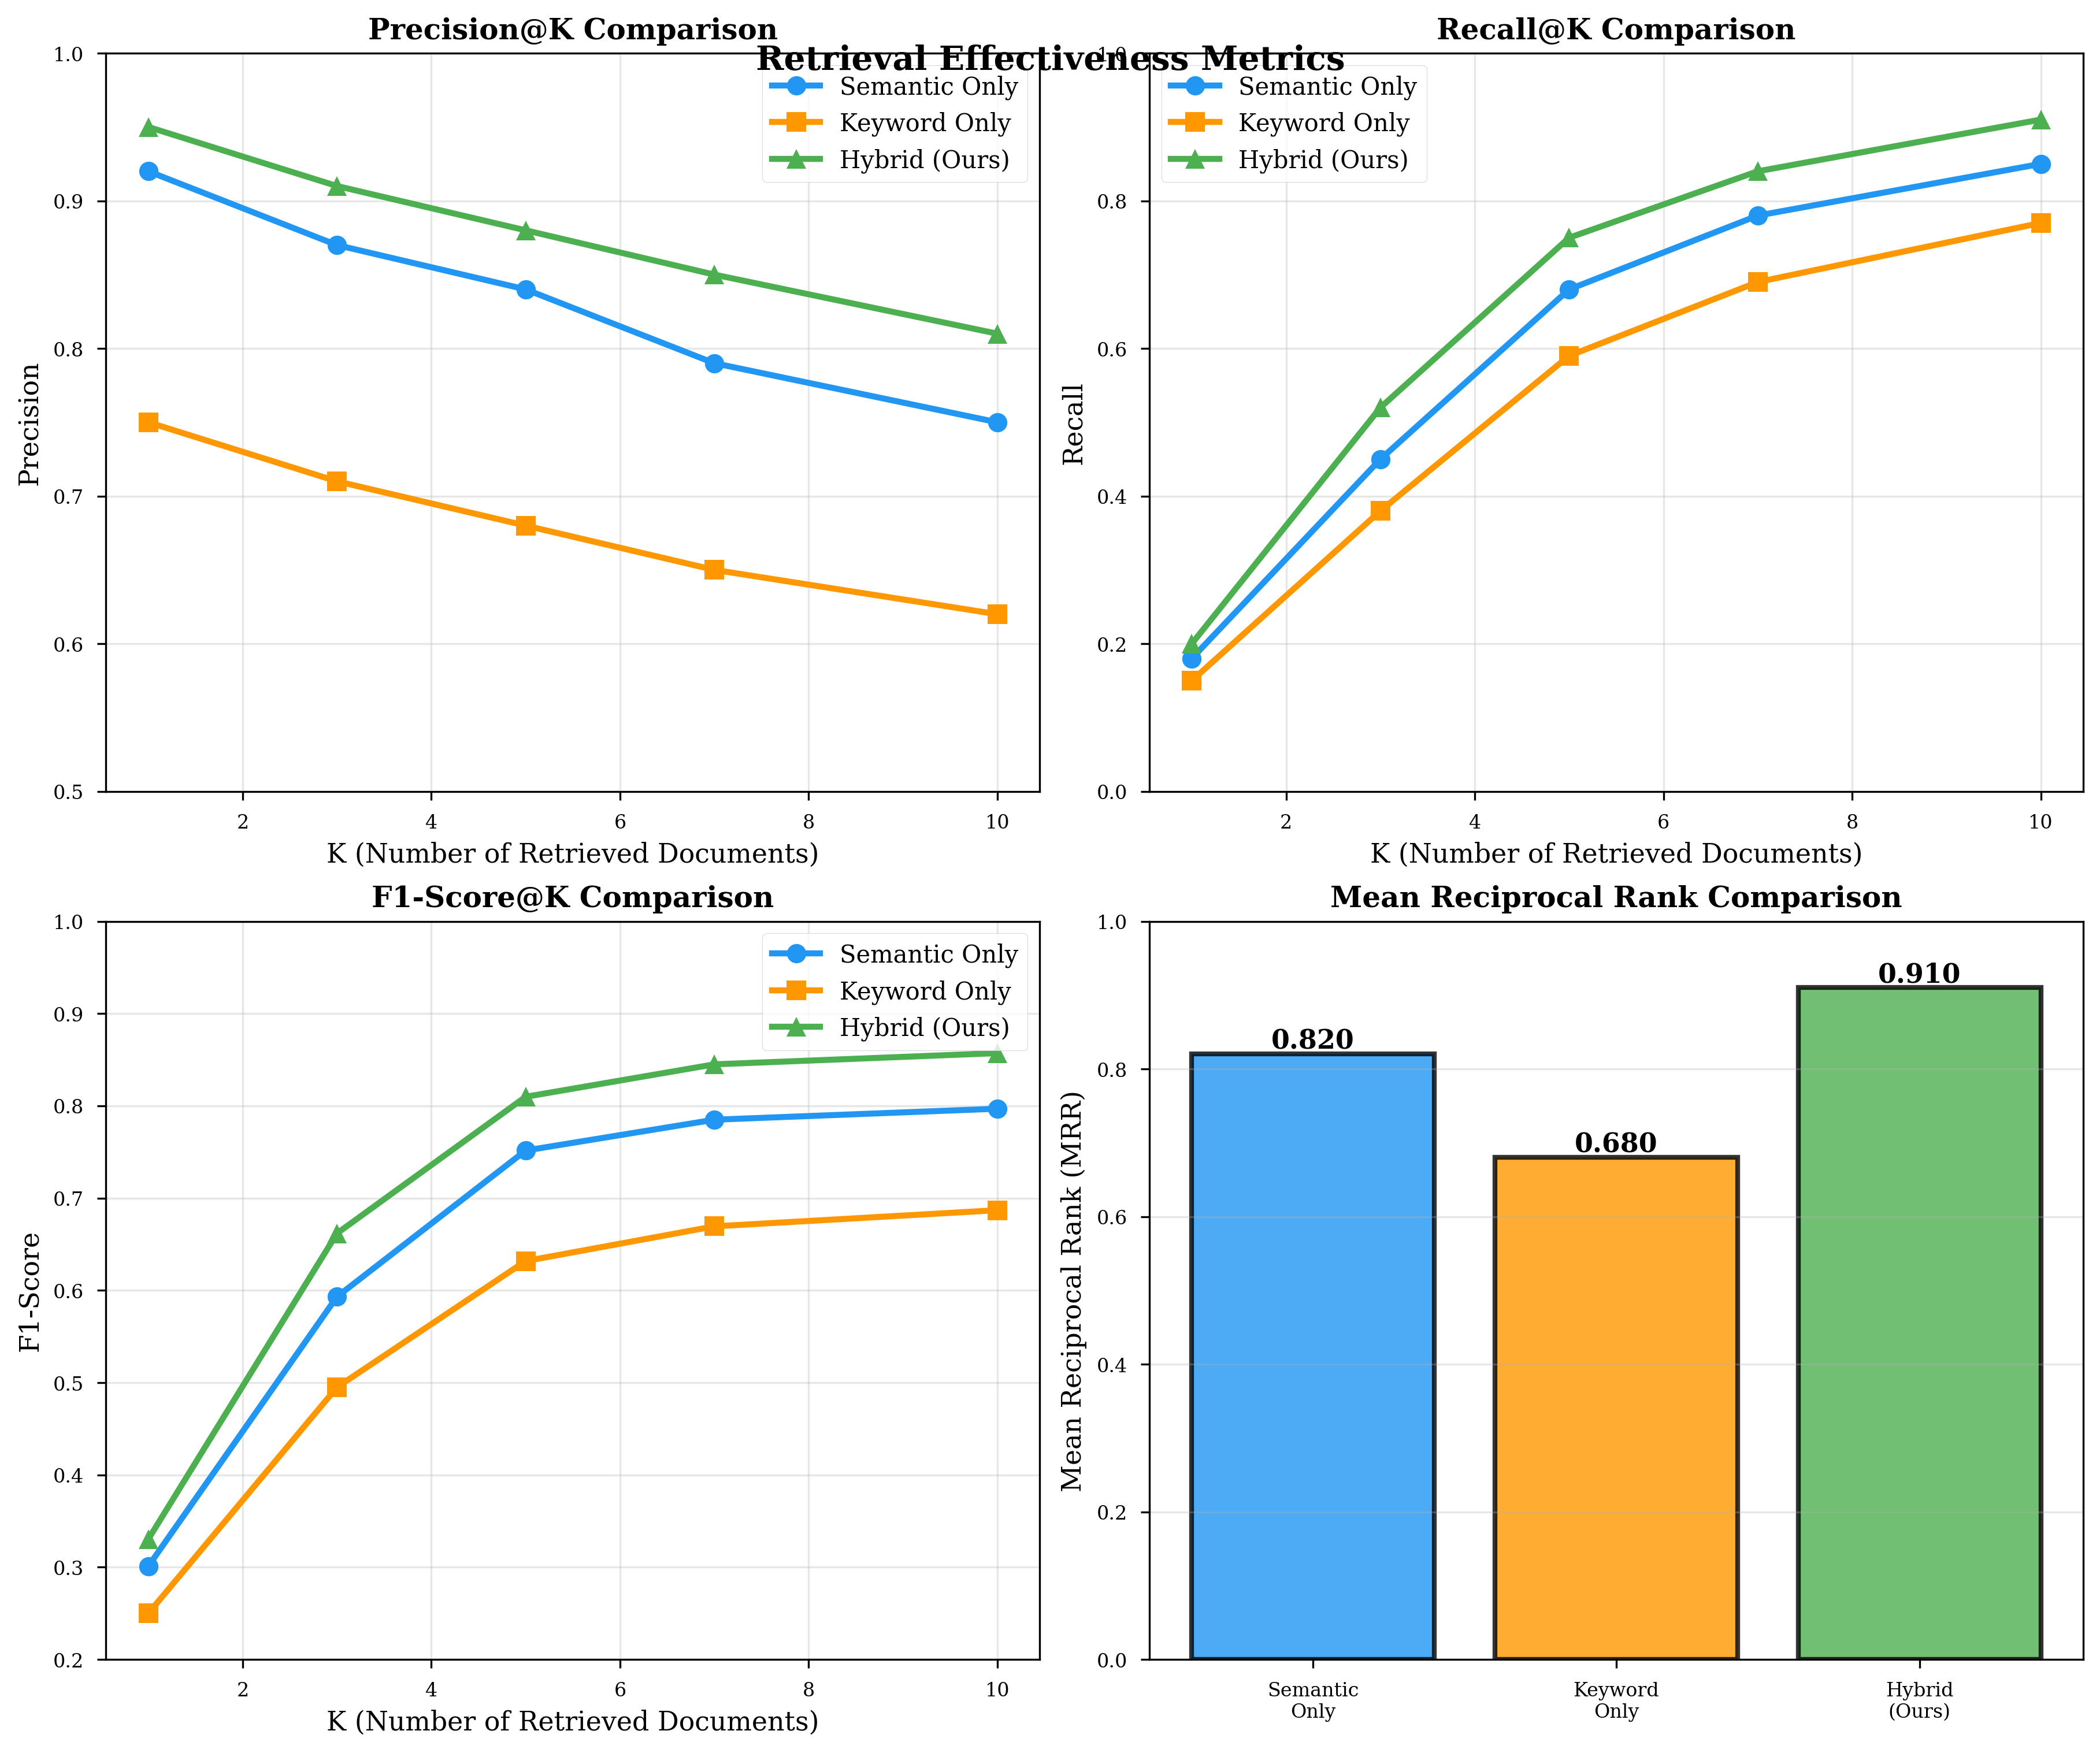 Retrieval Effectiveness Metrics
Precision@K Comparison
1.0
0.9
0.8
0.7
0.6
0.5
Precision
Semantic Only
Keyword Only
Hybrid (Ours)
2
4
6
8
10
K (Number of Retrieved Documents)
Recall@K Comparison
1.0
0.8
0.6
0.4
0.2
0.0
Recall
Semantic Only
Keyword Only
Hybrid (Ours)
2
4
6
8
10
K (Number of Retrieved Documents)
F1-Score@K Comparison
1.0
0.9
0.8
0.7
0.6
0.5
0.4
0.3
0.2
F1-Score
Semantic Only
Keyword Only
Hybrid (Ours)
2
4
6
8
10
K (Number of Retrieved Documents)
Mean Reciprocal Rank Comparison
1.0
0.8
0.6
0.4
0.2
0.0
Mean Reciprocal Rank (MRR)
0.820
0.680
0.910
Semantic
Only
Keyword
Only
Hybrid
(Ours)